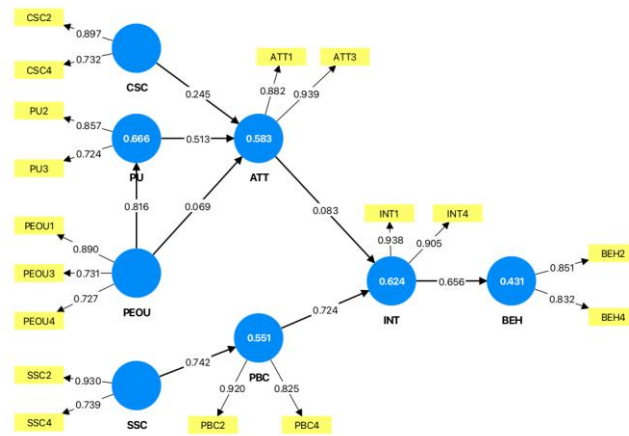 CSC2
0.897
CSC4
0.732
CSC
0.245
ATT1
ATT3
0.882
0.939
PU2
0.857
PU3
0.724
0.666
PU
0.513
0.583
ATT
0.816
0.069
0.083
PEOU1
0.890
PEOU3
0.731
PEOU4
0.727
PEOU
INT1
INT4
0.938
0.905
0.624
INT
0.656
0.431
BEH
BEH2
0.851
BEH4
0.832
0.724
0.551
PBC
0.742
SSC2
0.930
SSC4
0.739
SSC
0.920
0.825
PBC2
PBC4